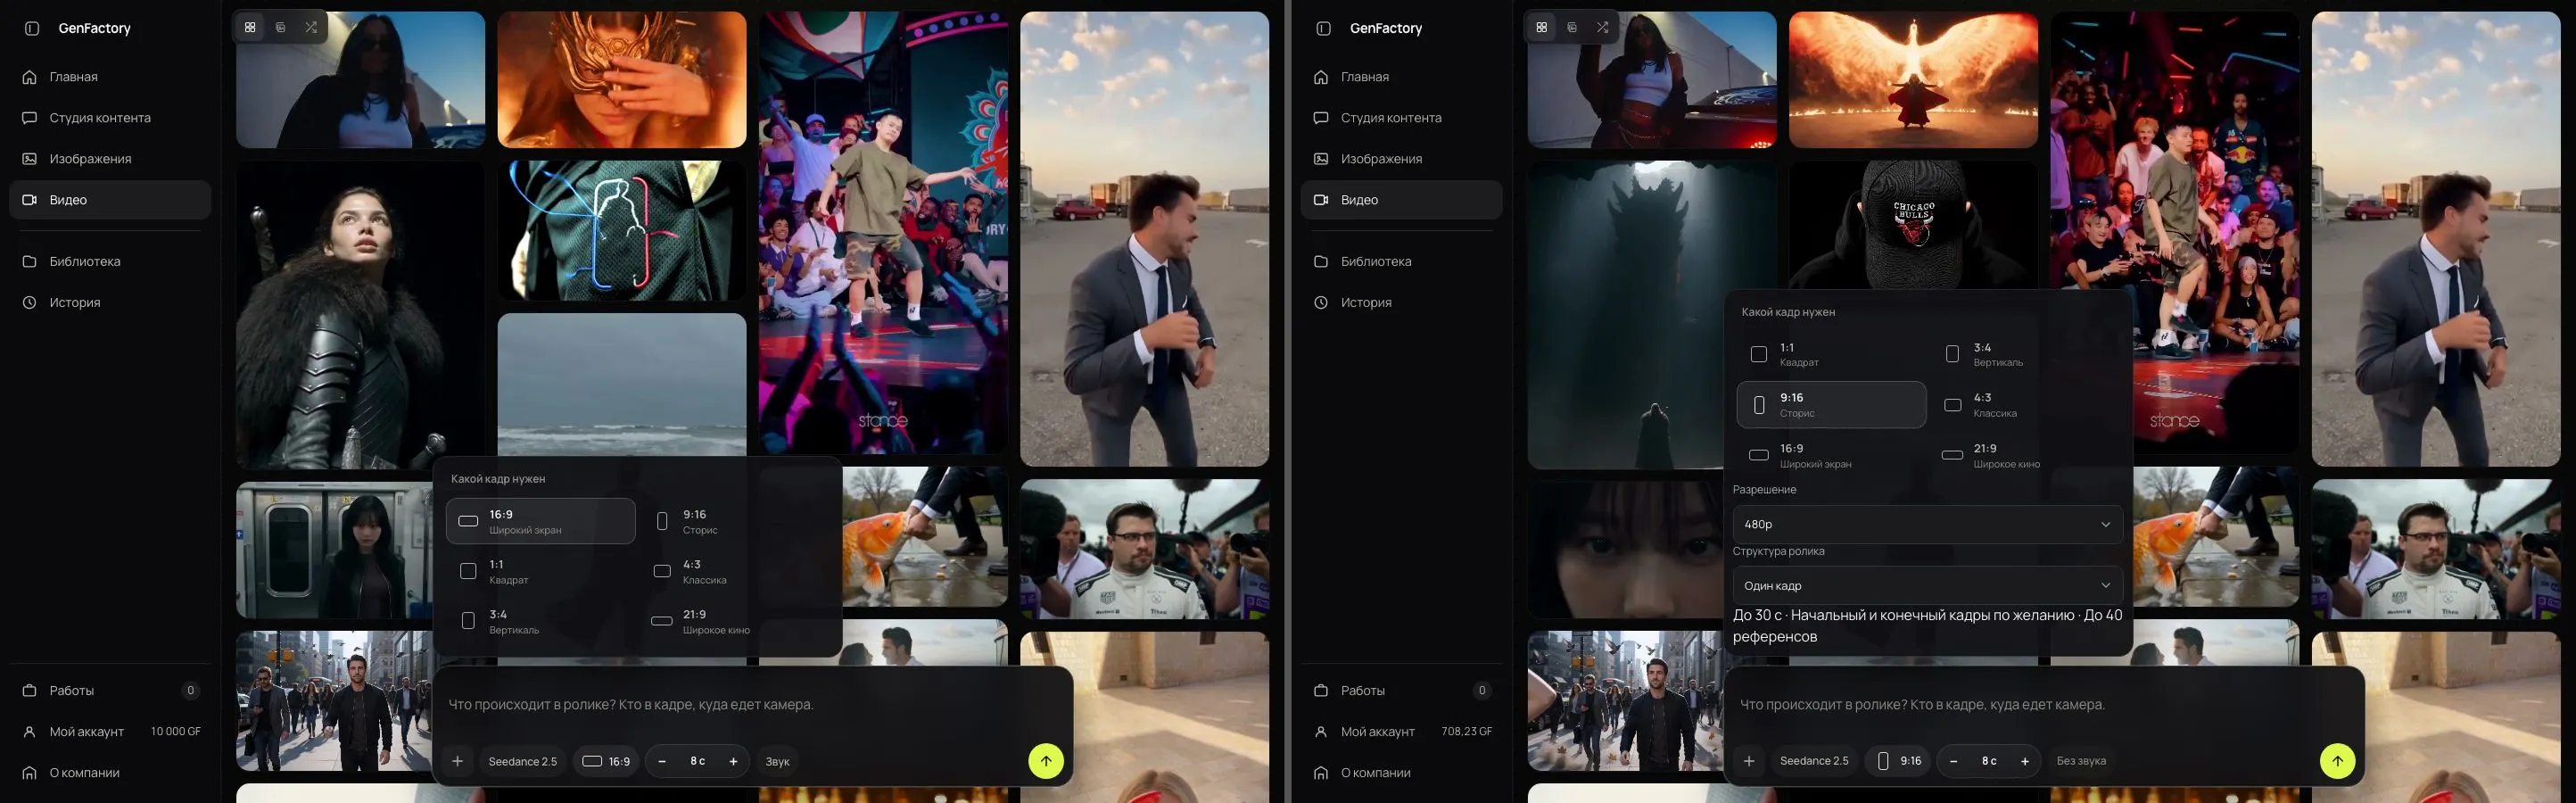 GenFactory
Главная
Студия контента
Изображения
Видео
Библиотека
История
Работы
0
Мой аккаунт
10 000 GF
О компании
stance
Какой кадр нужен
16:9
Широкий экран
9:16
Сторис
1:1
Квадрат
4:3
Классика
3:4
Вертикаль
21:9
Широкое кино
Что происходит в ролике? Кто в кадре, куда едет камера.
+
Seedance 2.5
16:9
− 8 с +
Звук
GenFactory
Главная
Студия контента
Изображения
Видео
Библиотека
История
Работы
0
Мой аккаунт
708,23 GF
О компании
CHICAGO
BULLS
stance
Какой кадр нужен
1:1
Квадрат
3:4
Вертикаль
9:16
Сторис
4:3
Классика
16:9
Широкий экран
21:9
Широкое кино
Разрешение
480p
Структура ролика
Один кадр
До 30 с · Начальный и конечный кадры по желанию · До 40
референсов
Что происходит в ролике? Кто в кадре, куда едет камера.
+
Seedance 2.5
9:16
− 8 с +
Без звука